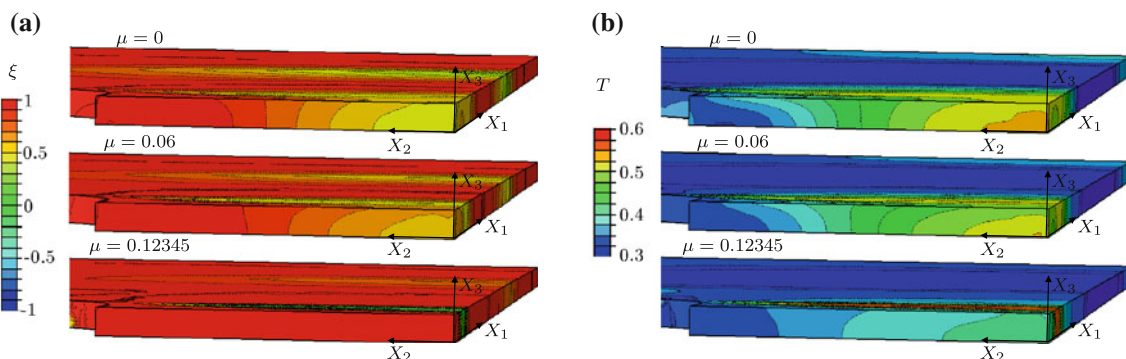 (a)
μ = 0
ξ
1
0.5
0
-0.5
-1
X3
X1
X2
μ = 0.06
X3
X1
X2
μ = 0.12345
X3
X1
X2
(b)
μ = 0
T
0.6
0.5
0.4
0.3
X3
X1
X2
μ = 0.06
X3
X1
X2
μ = 0.12345
X3
X1
X2